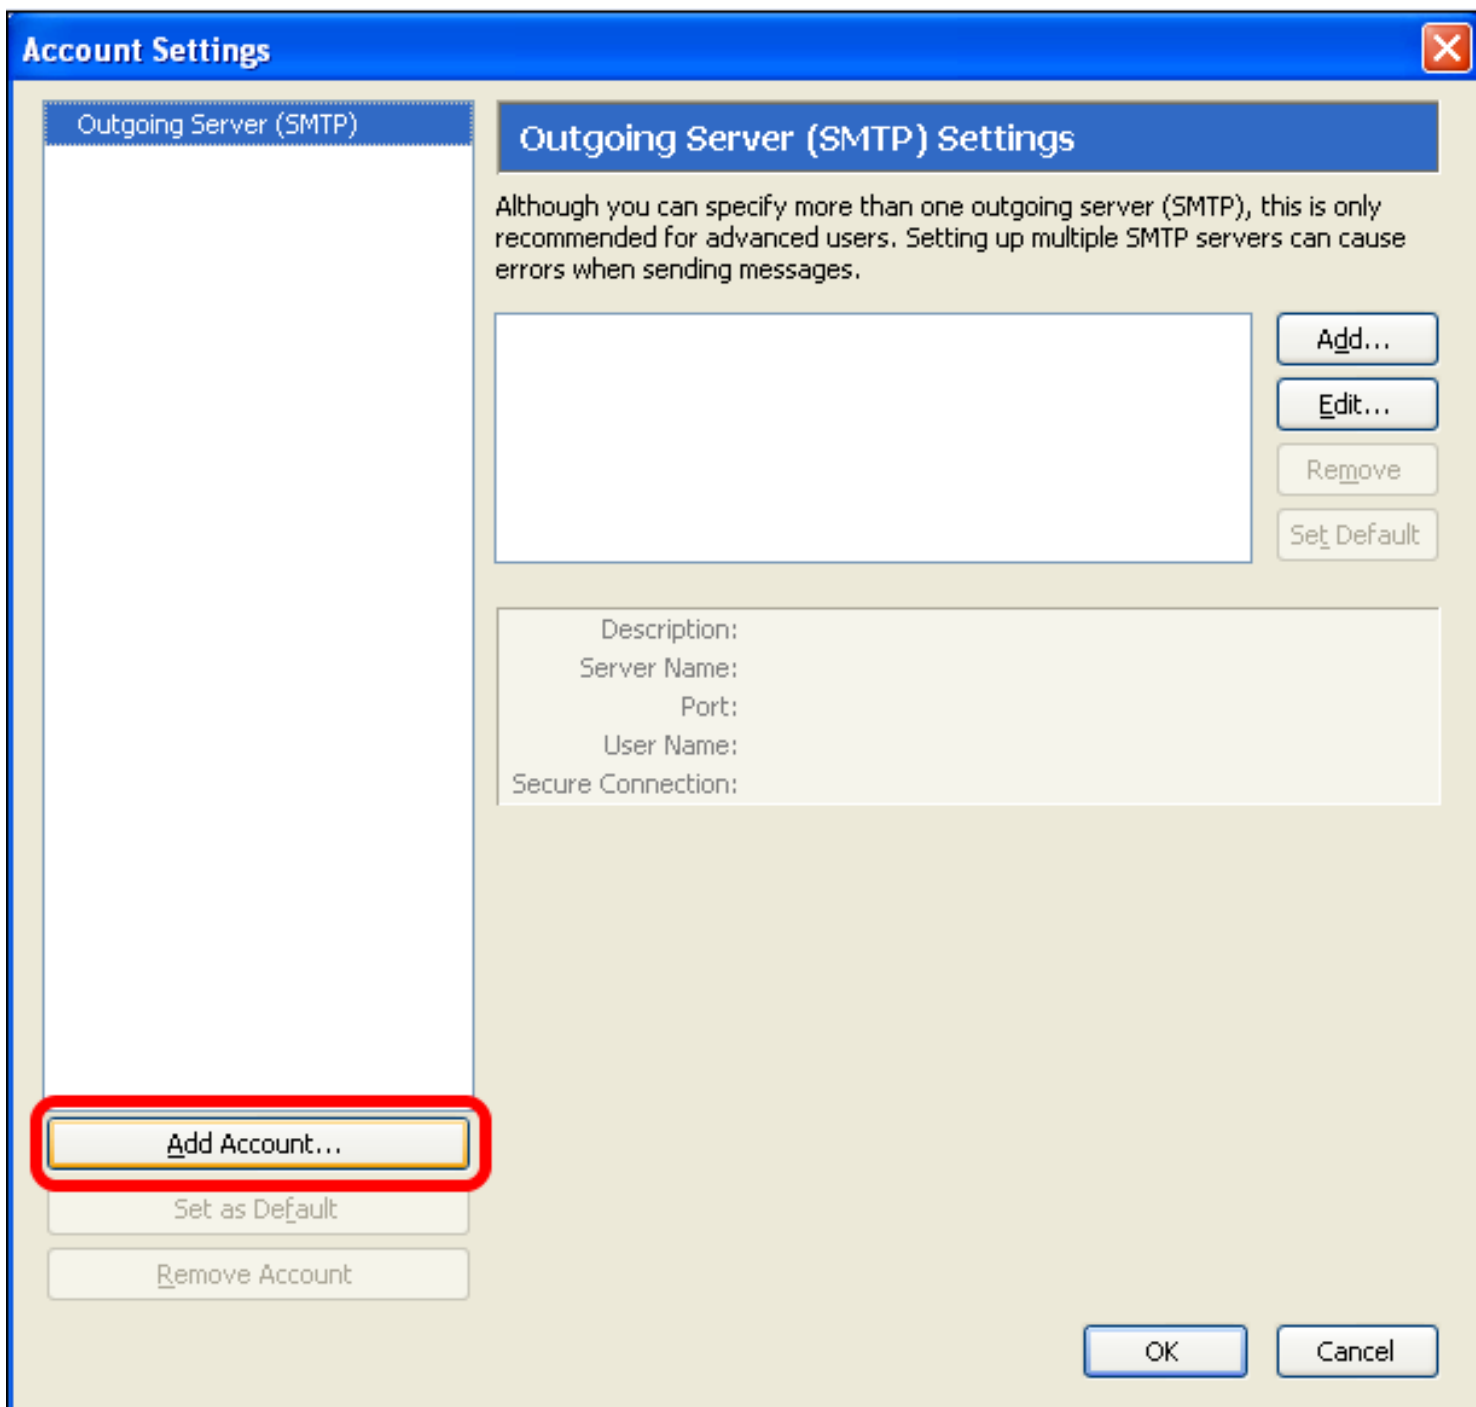 Account Settings
Outgoing Server (SMTP)
Outgoing Server (SMTP) Settings
Although you can specify more than one outgoing server (SMTP), this is only
recommended for advanced users. Setting up multiple SMTP servers can cause
errors when sending messages.
Add...
Edit...
Remove
Set Default
Description:
Server Name:
Port:
User Name:
Secure Connection:
Add Account...
Set as Default
Remove Account
OK
Cancel